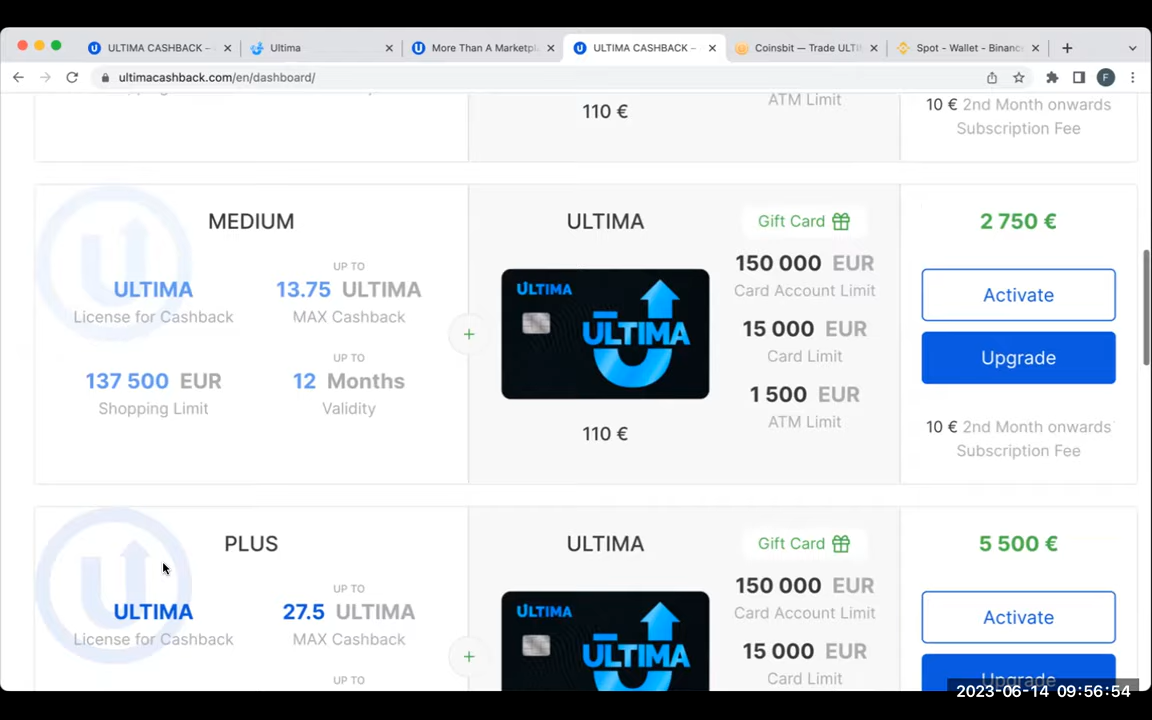 ULTIMA CASHBACK –
Ultima
More Than A Marketpl
ULTIMA CASHBACK –
Coinsbit — Trade ULTI
Spot - Wallet - Binance
ultimacashback.com/en/dashboard/
F
110 €
ATM Limit
10 € 2nd Month onwards
Subscription Fee
MEDIUM
UP TO
ULTIMA
13.75 ULTIMA
License for Cashback
MAX Cashback
UP TO
137 500 EUR
12 Months
Shopping Limit
Validity
ULTIMA
ULTIMA
ULTIMA
110 €
Gift Card
150 000 EUR
Card Account Limit
15 000 EUR
Card Limit
1 500 EUR
ATM Limit
2 750 €
Activate
Upgrade
10 € 2nd Month onwards
Subscription Fee
PLUS
UP TO
ULTIMA
27.5 ULTIMA
License for Cashback
MAX Cashback
UP TO
ULTIMA
ULTIMA
ULTIMA
Gift Card
150 000 EUR
Card Account Limit
15 000 EUR
Card Limit
5 500 €
Activate
Upgrade
2023-06-14 09:56:54